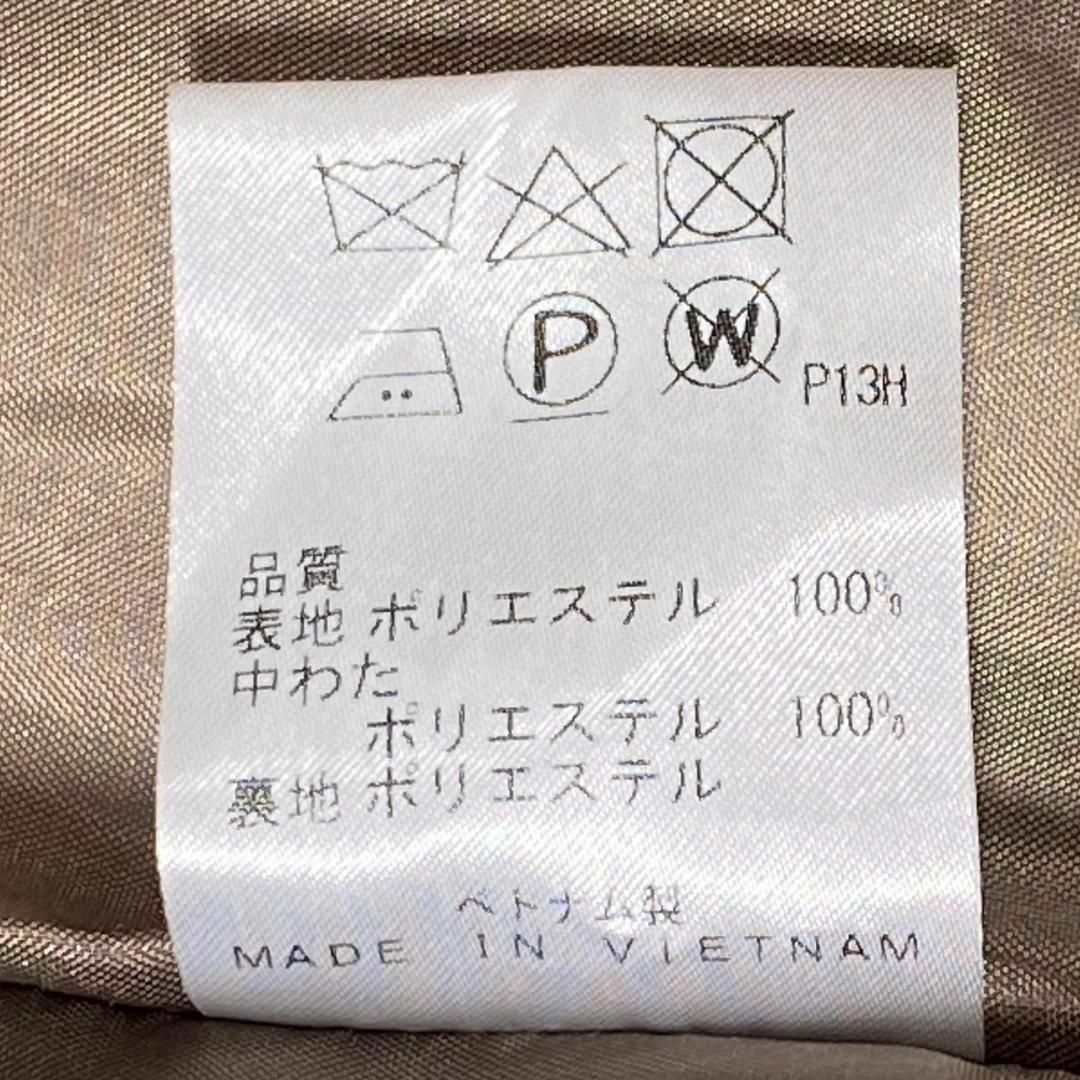 P
W
P13H
品質
表地 ポリエステル 100%
中わた
ポリエステル 100%
裏地 ポリエステル
ベトナム製
MADE IN VIETNAM